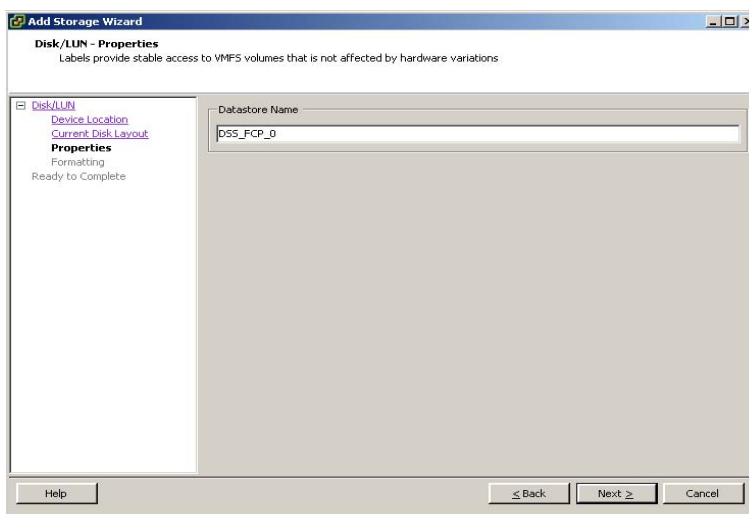 Add Storage Wizard
Disk/LUN - Properties
Labels provide stable access to VMFS volumes that is not affected by hardware variations
Disk/LUN
Device Location
Current Disk Layout
Properties
Formatting
Ready to Complete
Datastore Name
DSS_FCP_0
Help
< Back
Next >
Cancel